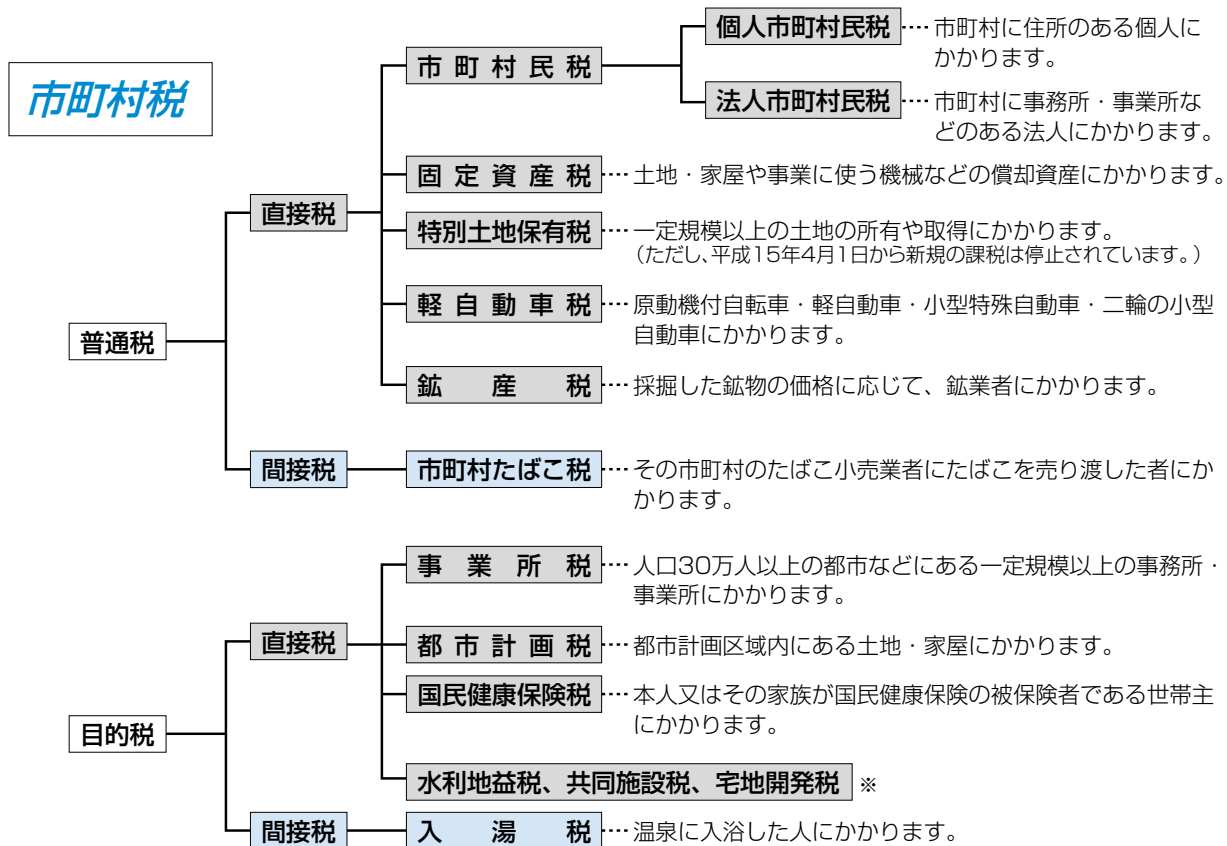 市町村税
普通税
直接税
市町村民税
個人市町村民税
市町村に住所のある個人に
かかります。
法人市町村民税
市町村に事務所・事業所な
どのある法人にかかります。
固定資産税
土地・家屋や事業に使う機械などの償却資産にかかります。
特別土地保有税
一定規模以上の土地の所有や取得にかかります。
(ただし、平成15年4月1日から新規の課税は停止されています。)
軽自動車税
原動機付自転車・軽自動車・小型特殊自動車・二輪の小型
自動車にかかります。
鉱産税
採掘した鉱物の価格に応じて、鉱業者にかかります。
間接税
市町村たばこ税
その市町村のたばこ小売業者にたばこを売り渡した者にか
かります。
目的税
直接税
事業所税
人口30万人以上の都市などにある一定規模以上の事務所・
事業所にかかります。
都市計画税
都市計画区域内にある土地・家屋にかかります。
国民健康保険税
本人又はその家族が国民健康保険の被保険者である世帯主
にかかります。
水利地益税、共同施設税、宅地開発税 ※
間接税
入湯税
温泉に入浴した人にかかります。